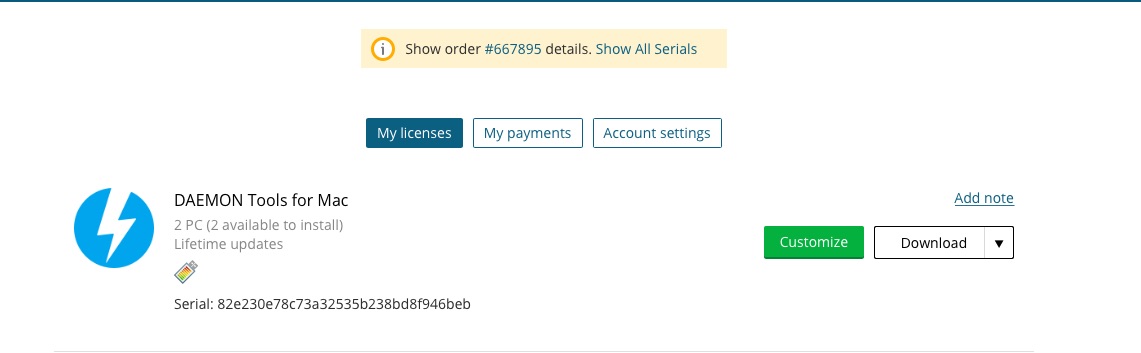 Show order #667895 details. Show All Serials
My licenses My payments Account settings
DAEMON Tools for Mac
Add note
2 PC (2 available to install)
Lifetime updates
Customize Download
Serial: 82e230e78c73a32535b238bd8f946beb